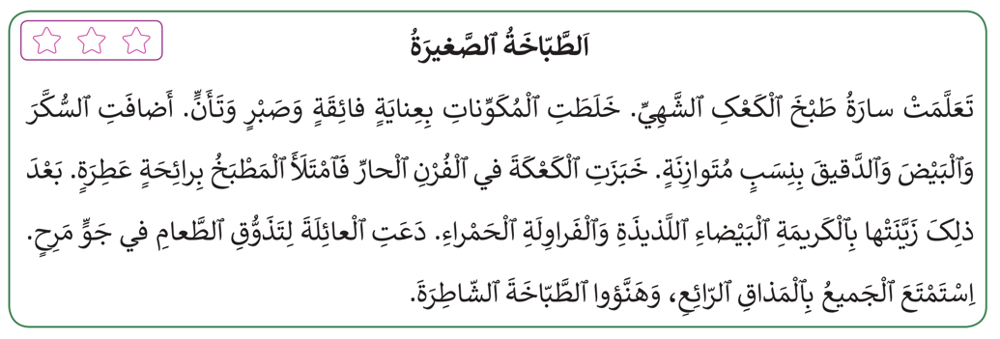 اَلطَّبّاخَةُ ٱلصَّغيرَةُ
تَعَلَّمَتْ سارَةُ طَبْخَ ٱلْكَعْكِ ٱلشَّهِيِّ. خَلَطَتِ ٱلْمُكَوِّناتِ بِعِنايَةٍ فائِقَةٍ وَصَبْرٍ وَتَأَنٍّ. أَضافَتِ ٱلسُّكَّرَ
وَٱلْبَيْضَ وَٱلدَّقيقَ بِنِسَبٍ مُتَوازِنَةٍ. خَبَزَتِ ٱلْكَعْكَةَ في ٱلْفُرْنِ ٱلْحارِّ فَٱمْتَلَأَ ٱلْمَطْبَخُ بِرائِحَةٍ عَطِرَةٍ. بَعْدَ
ذلِكَ زَيَّنَتْها بِٱلْكَريمَةِ ٱلْبَيْضاءِ ٱللَّذيذَةِ وَٱلْفَراوِلَةِ ٱلْحَمْراءِ. دَعَتِ ٱلْعائِلَةَ لِتَذَوُّقِ ٱلطَّعامِ في جَوٍّ مَرِحٍ.
اِسْتَمْتَعَ ٱلْجَميعُ بِٱلْمَذاقِ ٱلرّائِعِ، وَهَنَّؤوا ٱلطَّبّاخَةَ ٱلشّاطِرَةَ.